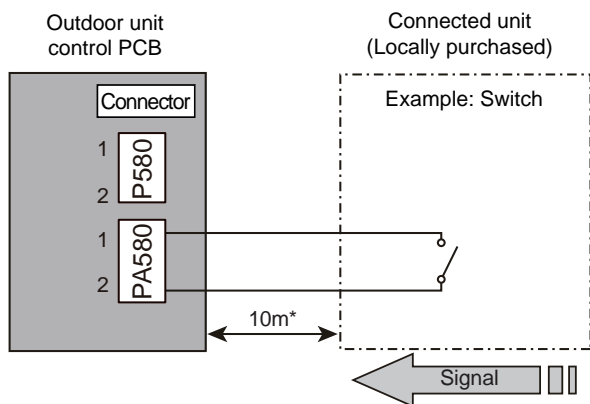 Outdoor unit
control PCB
Connected unit
(Locally purchased)
Connector
Example: Switch
1
P580
2
1
PA580
2
10m*
Signal